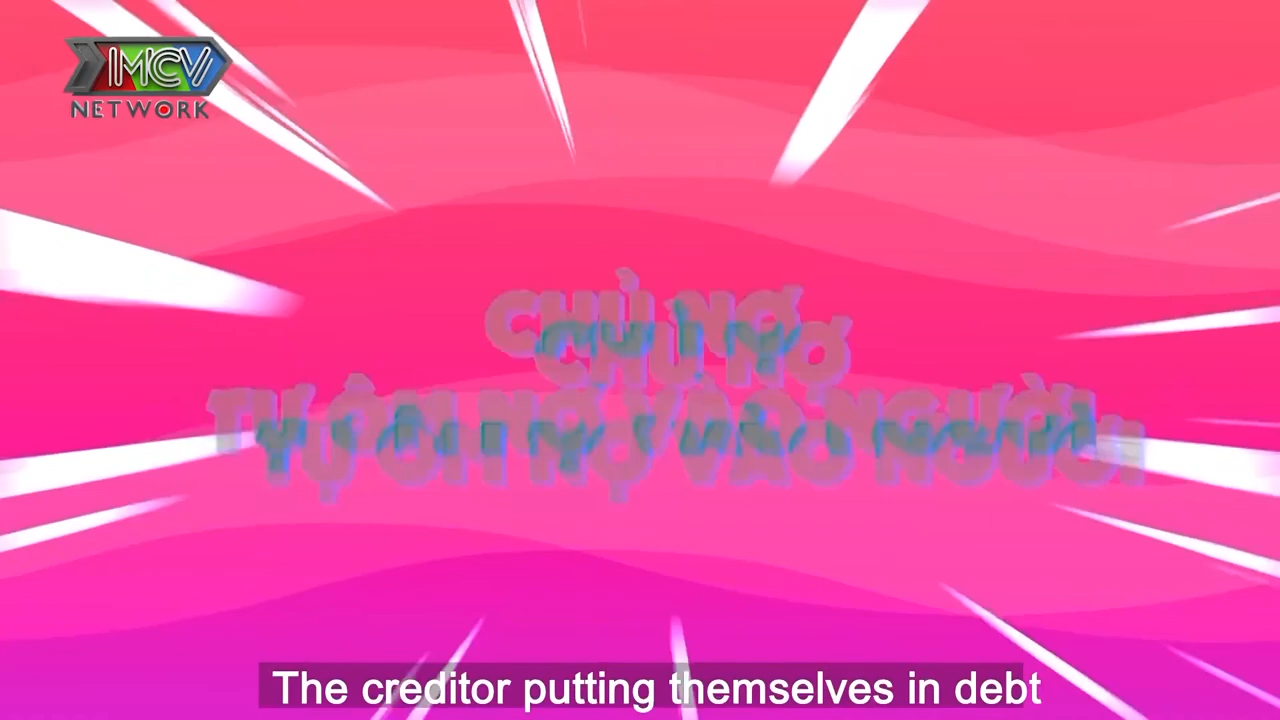 MCV
NETWORK
CHỦ NỢ
TỰ ÔM NỢ VÀO NGƯỜI
The creditor putting themselves in debt